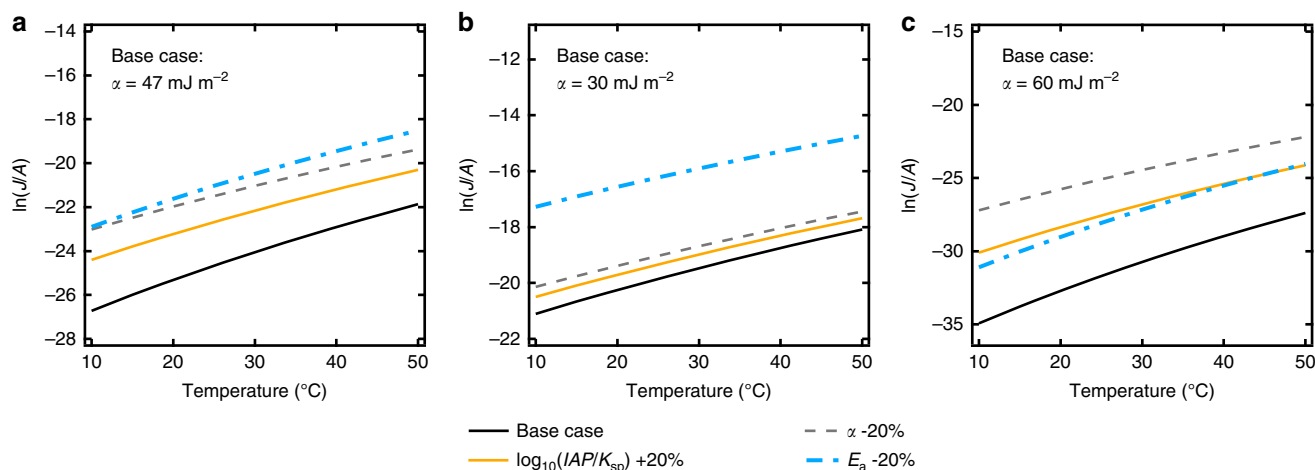 a
−14
−16
−18
−20
−22
−24
−26
−28
ln(J/A)
Base case:
α = 47 mJ m−2
10 20 30 40 50
Temperature (°C)
b
−12
−14
−16
−18
−20
−22
ln(J/A)
Base case:
α = 30 mJ m−2
10 20 30 40 50
Temperature (°C)
c
−15
−20
−25
−30
−35
ln(J/A)
Base case:
α = 60 mJ m−2
10 20 30 40 50
Temperature (°C)
Base case
α -20%
log10(IAP/Ksp) +20%
Ea -20%